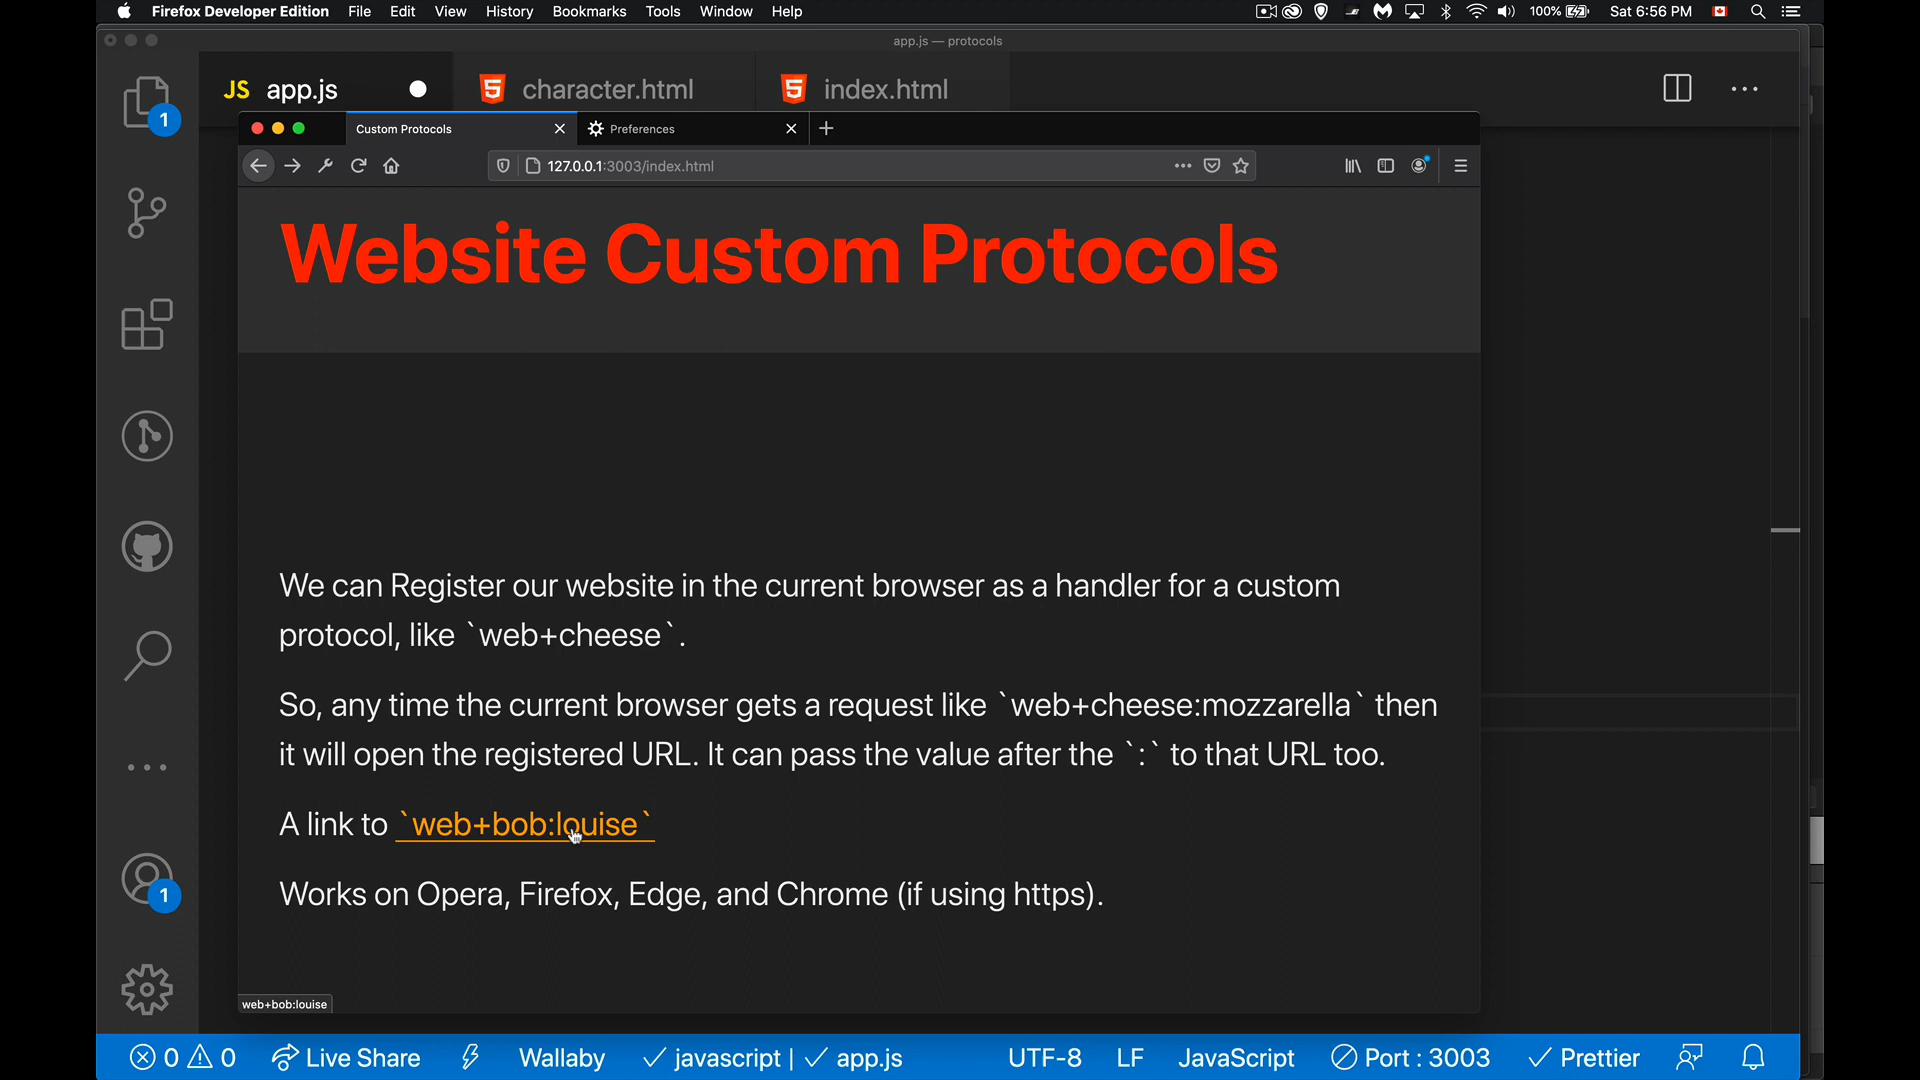 Firefox Developer Edition File Edit View History Bookmarks Tools Window Help 100% Sat 6:56 PM
app.js — protocols
JS app.js character.html index.html
1
Custom Protocols Preferences
127.0.0.1:3003/index.html
Website Custom Protocols
We can Register our website in the current browser as a handler for a custom
protocol, like `web+cheese`.
So, any time the current browser gets a request like `web+cheese:mozzarella` then
it will open the registered URL. It can pass the value after the `:` to that URL too.
A link to `web+bob:louise`
Works on Opera, Firefox, Edge, and Chrome (if using https).
1
web+bob:louise
0 0 Live Share Wallaby javascript | app.js UTF-8 LF JavaScript Port : 3003 Prettier